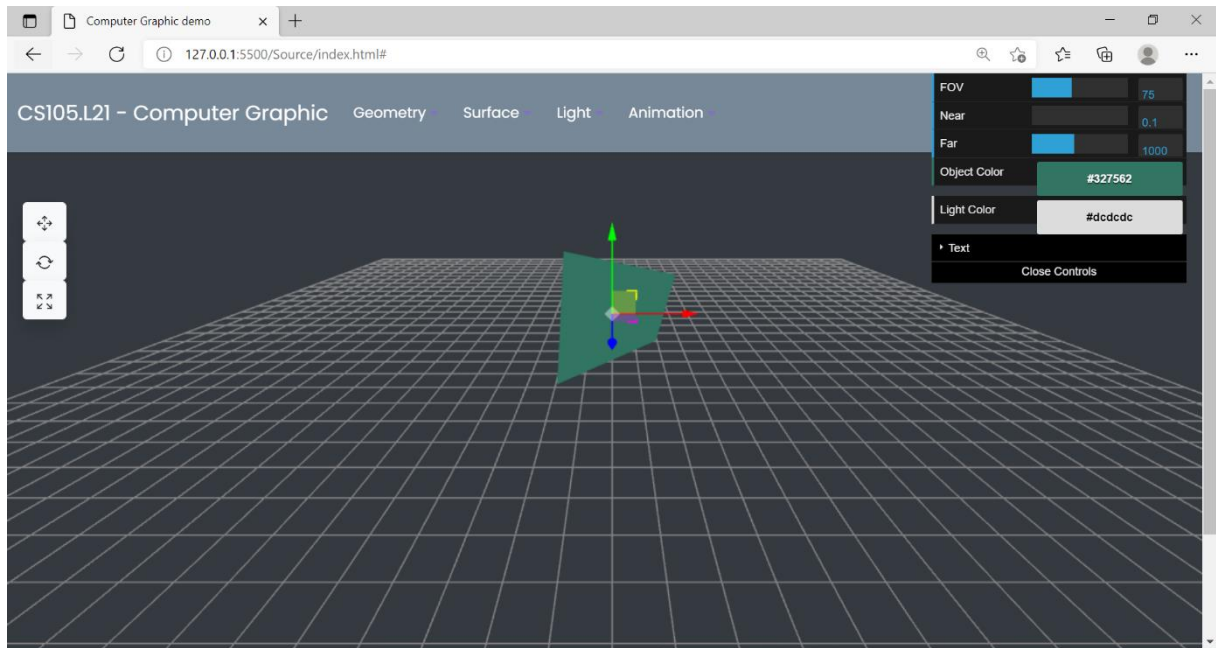 Computer Graphic demo
127.0.0.1:5500/Source/index.html#
CS105.L21 - Computer Graphic Geometry Surface Light Animation
FOV 75
Near 0.1
Far 1000
Object Color #327562
Light Color #dcdcdc
Text
Close Controls